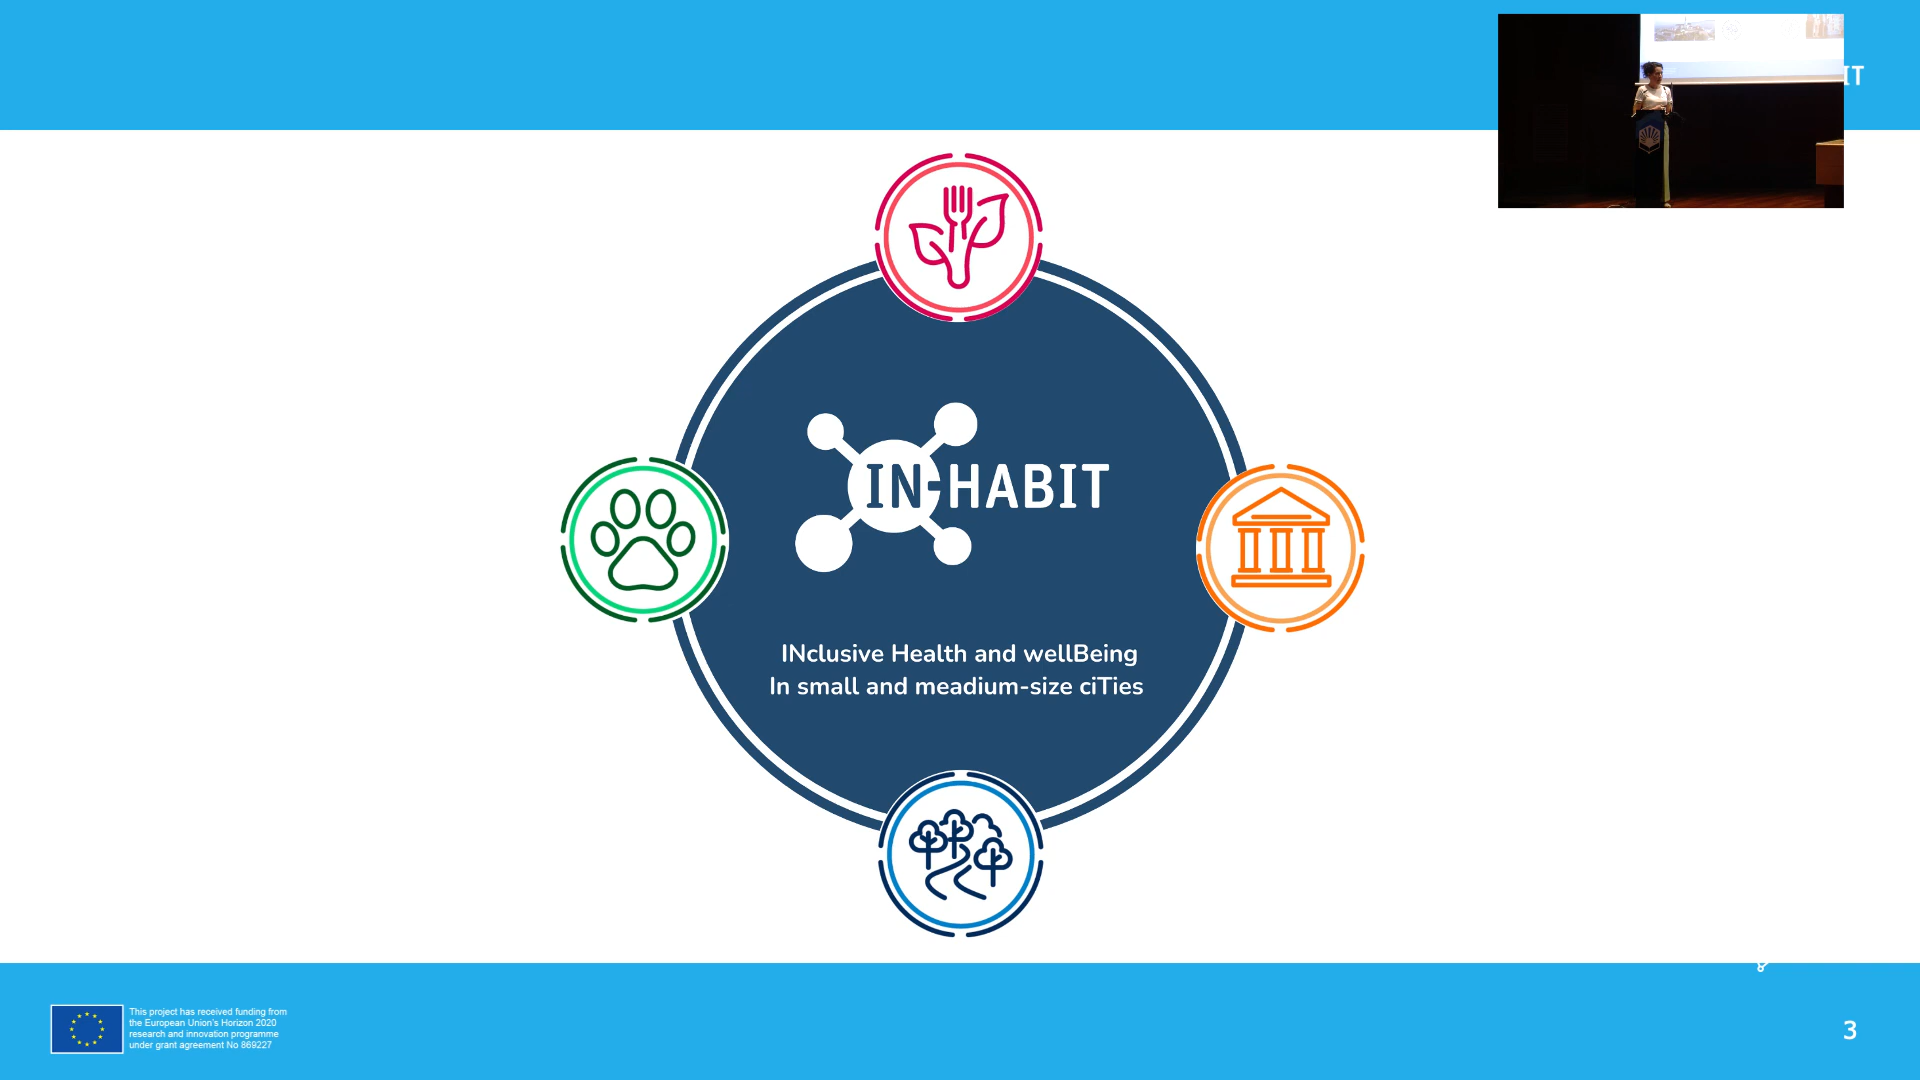 IT
IN-HABIT
INclusive Health and wellBeing
In small and meadium-size ciTies
This project has received funding from
the European Union's Horizon 2020
research and innovation programme
under grant agreement No 869227
3